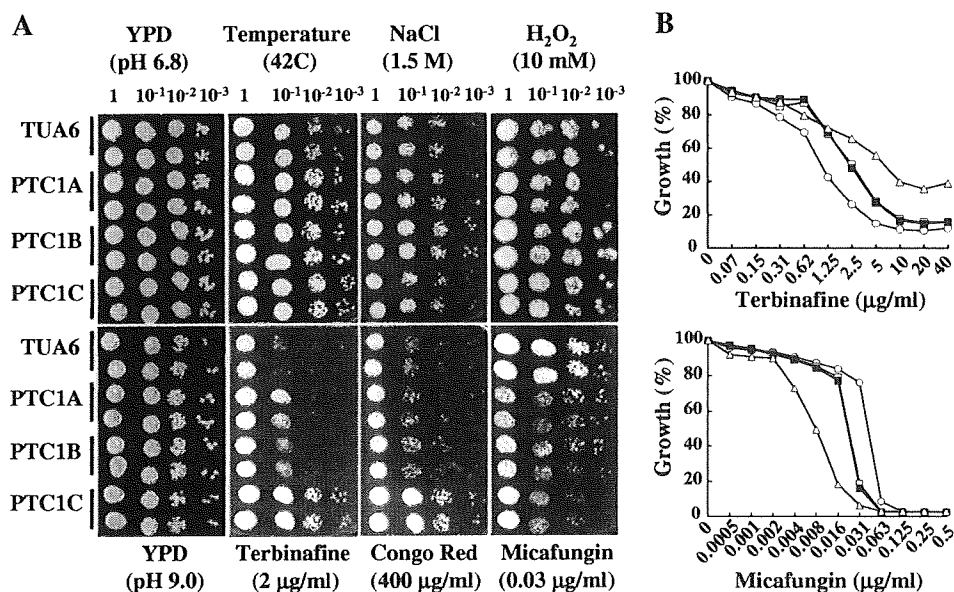 A
YPD
(pH 6.8)
Temperature
(42C)
NaCl
(1.5 M)
H₂O₂
(10 mM)
1 10⁻¹ 10⁻² 10⁻³ 1 10⁻¹ 10⁻² 10⁻³ 1 10⁻¹ 10⁻² 10⁻³ 1 10⁻¹ 10⁻² 10⁻³
TUA6
PTC1A
PTC1B
PTC1C
TUA6
PTC1A
PTC1B
PTC1C
YPD
(pH 9.0)
Terbinafine
(2 μg/ml)
Congo Red
(400 μg/ml)
Micafungin
(0.03 μg/ml)
B
Growth (%)
100
80
60
40
20
0
0 0.07 0.15 0.31 0.62 1.25 2.5 5 10 20 40
Terbinafine (μg/ml)
Growth (%)
100
80
60
40
20
0
0 0.0005 0.001 0.002 0.004 0.008 0.016 0.031 0.063 0.125 0.25 0.5
Micafungin (μg/ml)